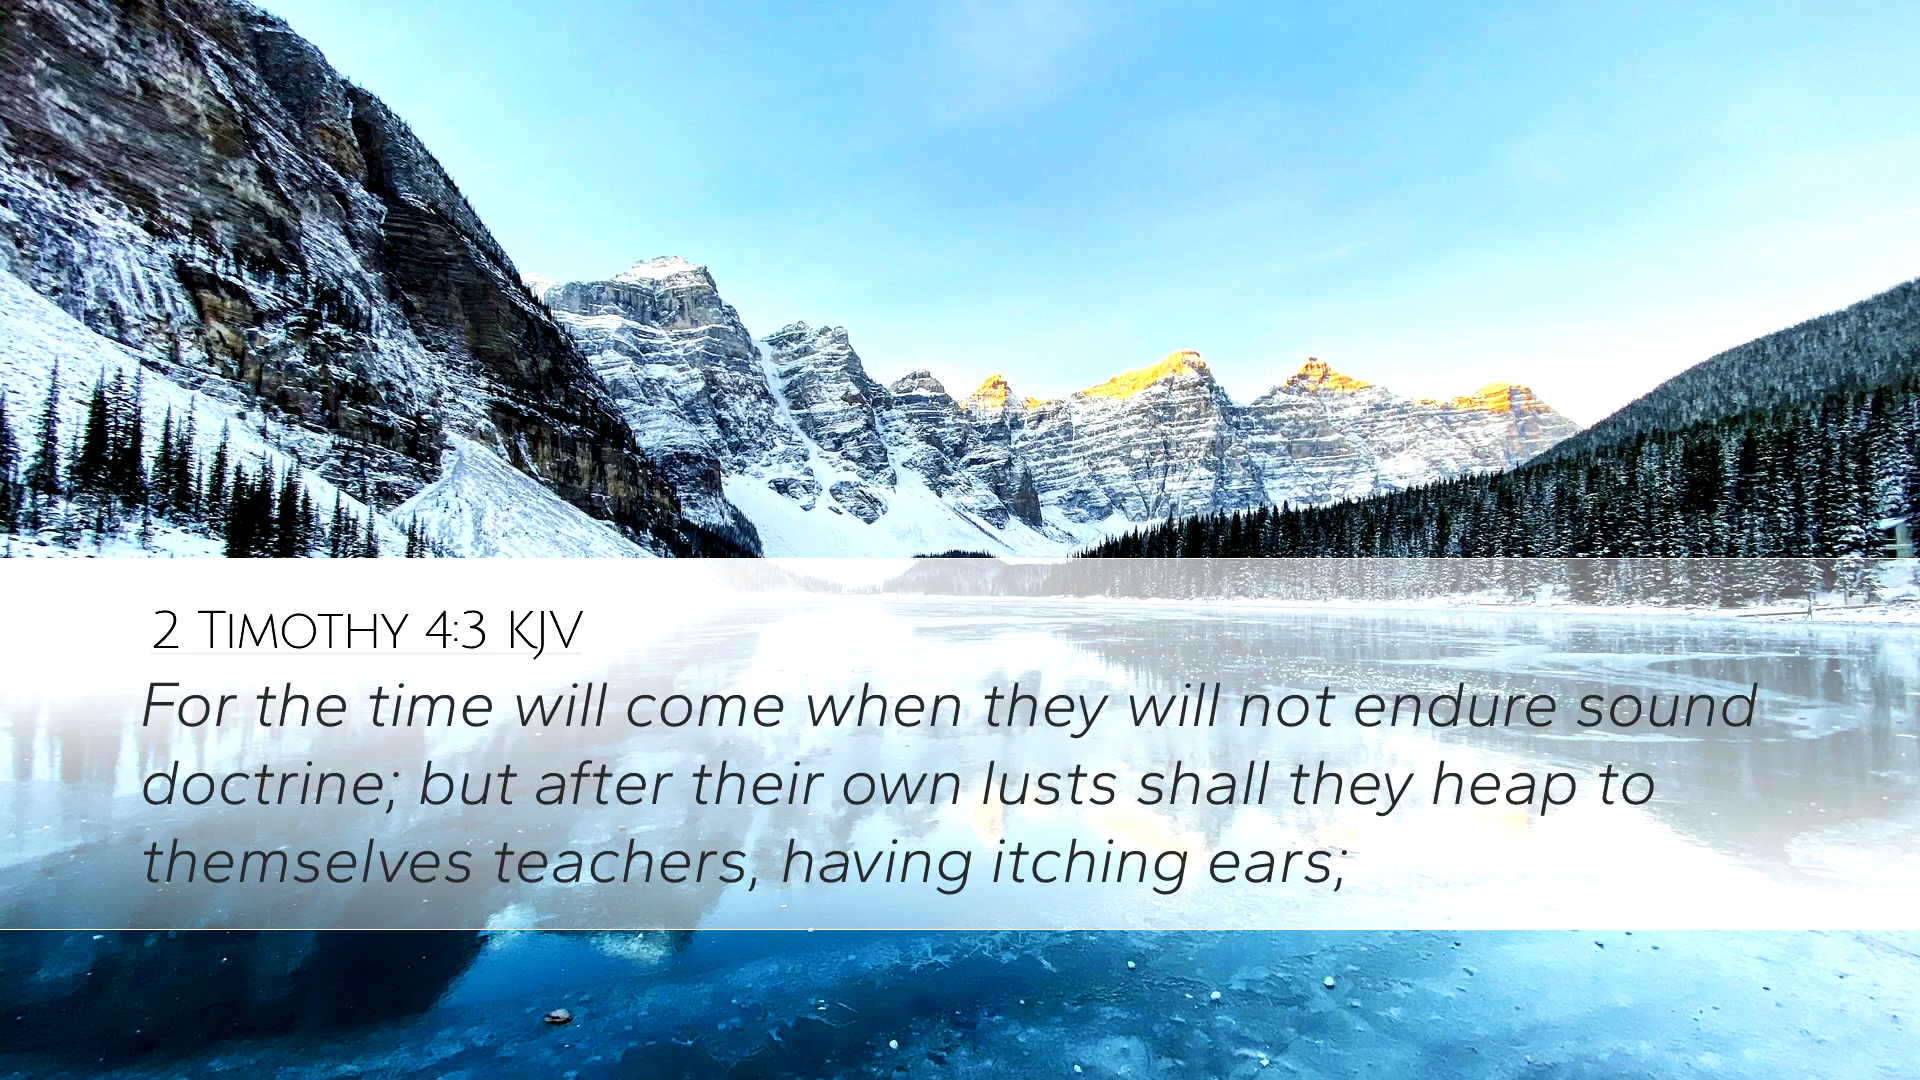 2 Timothy 4:3 KJV
For the time will come when they will not endure sound
doctrine; but after their own lusts shall they heap to
themselves teachers, having itching ears;